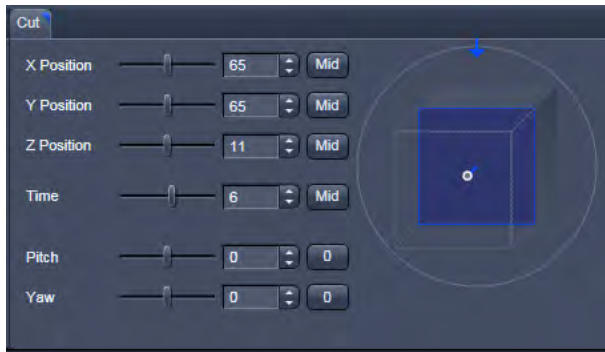 Cut
X Position 65 Mid
Y Position 65 Mid
Z Position 11 Mid
Time 6 Mid
Pitch 0 0
Yaw 0 0